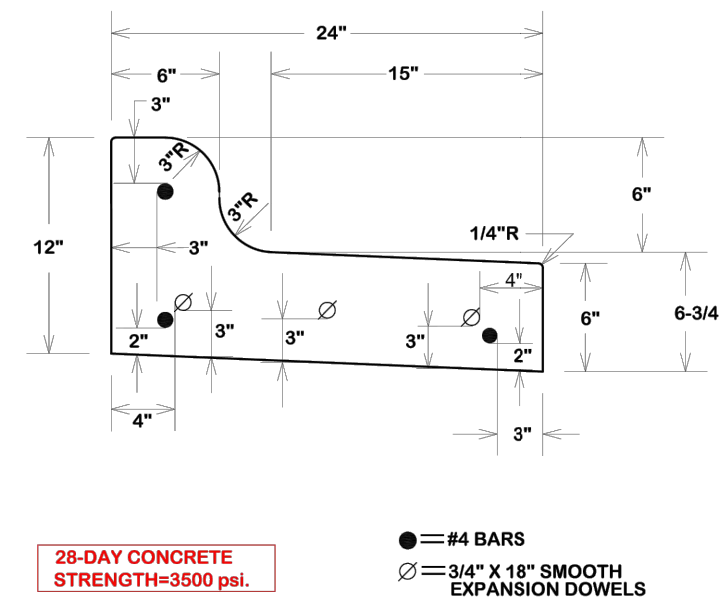 24"
6"
15"
3"
3"R
3"R
6"
12"
3"
1/4"R
4"
6-3/4
6"
3"
3"
3"
2"
2"
4"
3"
28-DAY CONCRETE
STRENGTH=3500 psi.
#4 BARS
3/4" X 18" SMOOTH
EXPANSION DOWELS